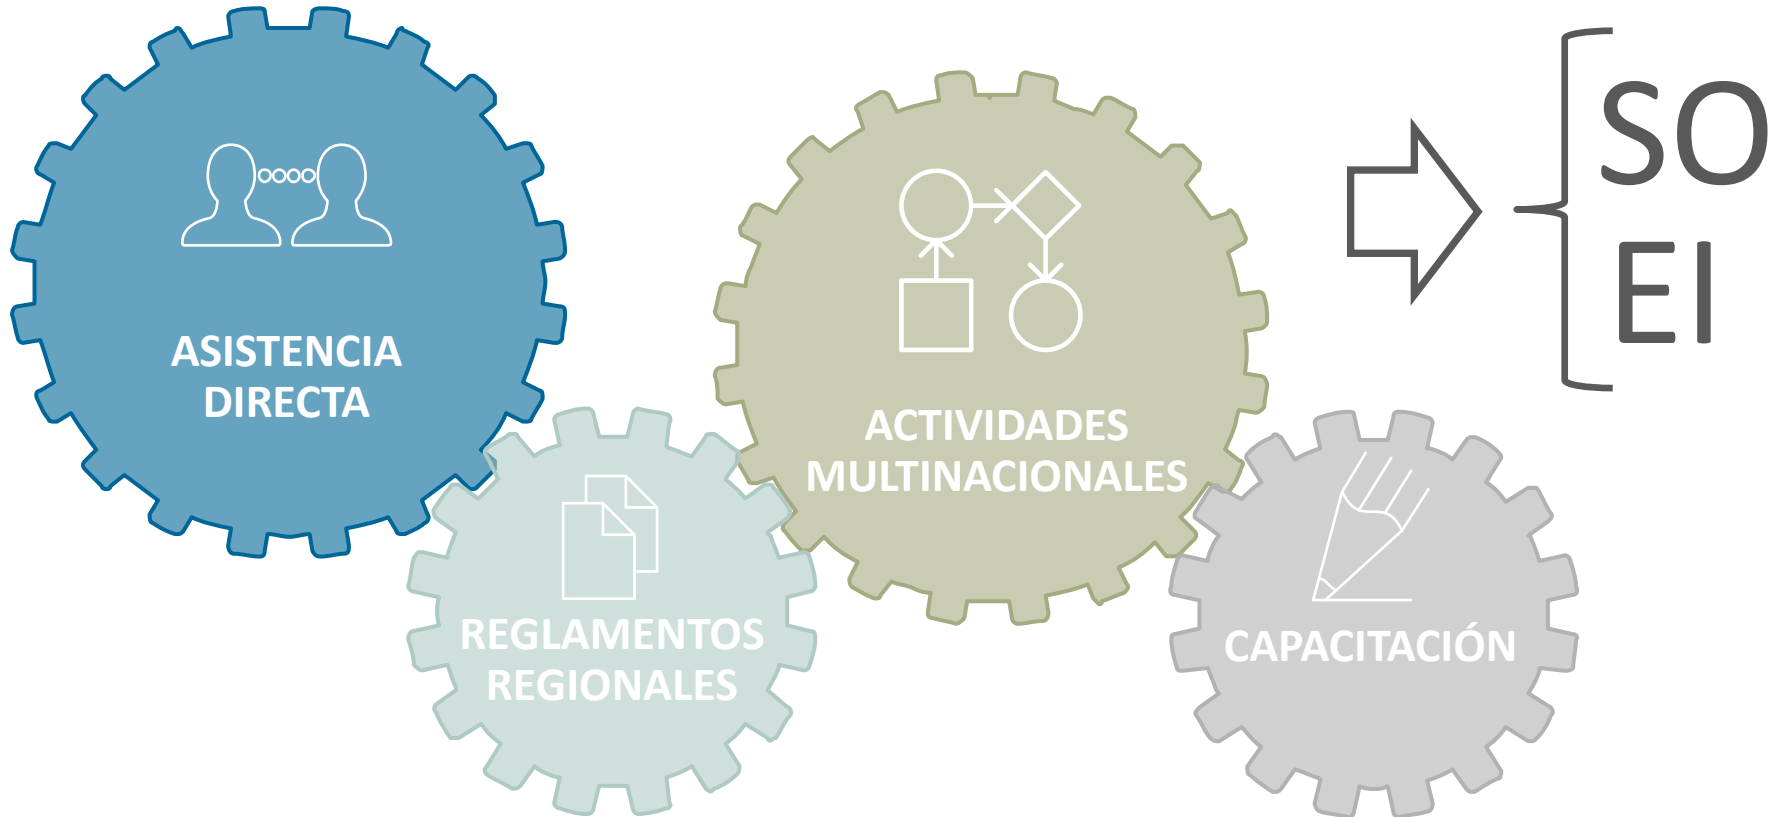 ASISTENCIA
DIRECTA
REGLAMENTOS
REGIONALES
ACTIVIDADES
MULTINACIONALES
CAPACITACIÓN
SO
EI